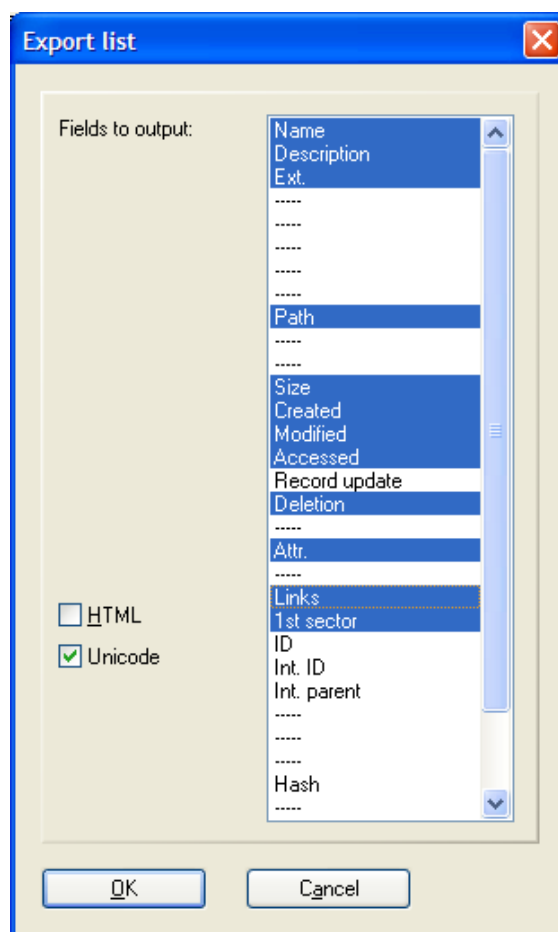 Export list
Fields to output:
Name
Description
Ext.
-----
-----
-----
-----
-----
Path
-----
-----
Size
Created
Modified
Accessed
Record update
Deletion
-----
Attr.
-----
Links
1st sector
ID
Int. ID
Int. parent
-----
-----
-----
Hash
-----
HTML
Unicode
OK
Cancel